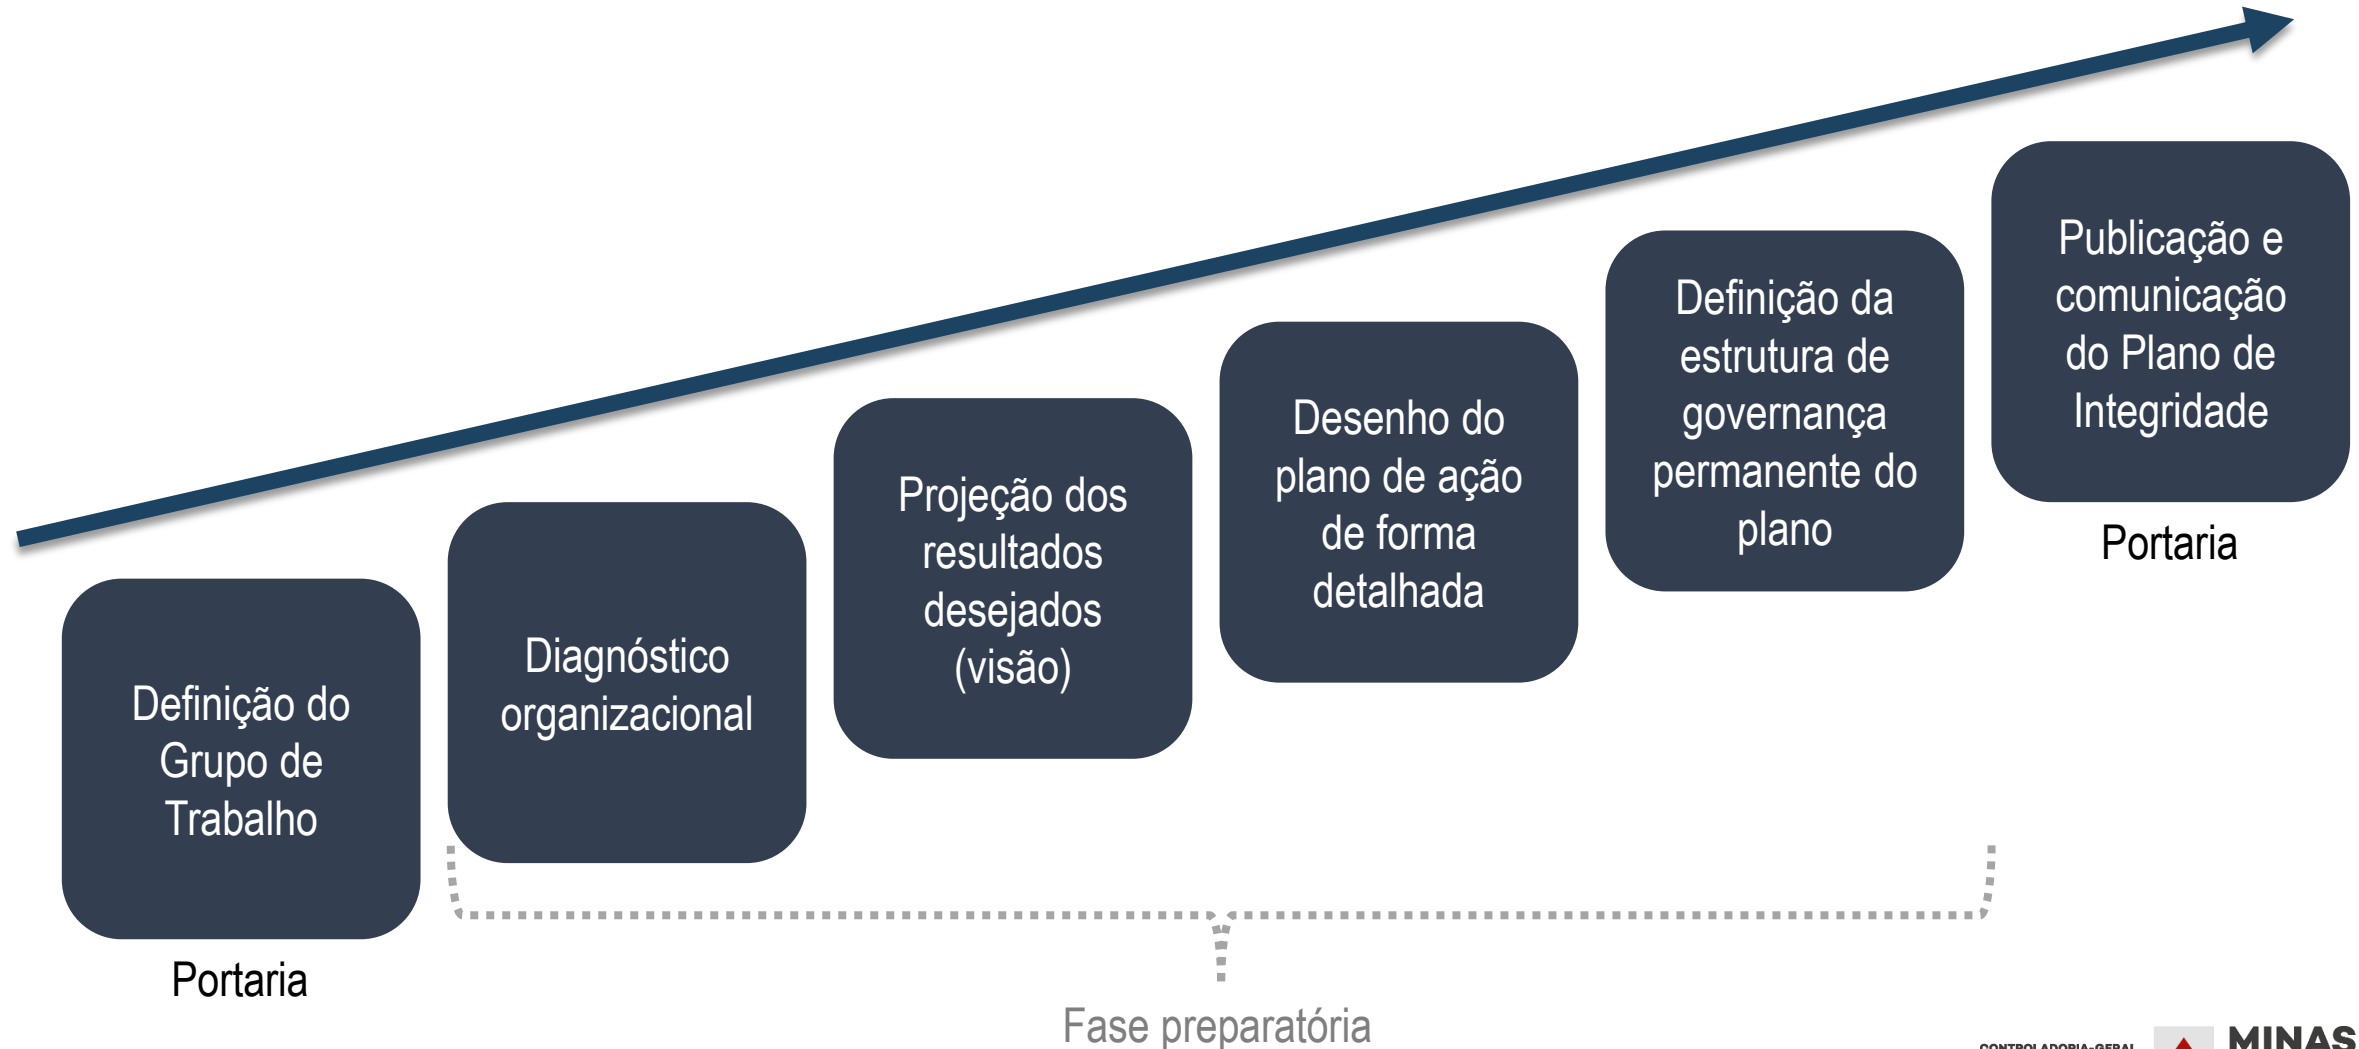 Definição do
Grupo de
Trabalho
Portaria
Diagnóstico
organizacional
Projeção dos
resultados
desejados
(visão)
Desenho do
plano de ação
de forma
detalhada
Definição da
estrutura de
governança
permanente do
plano
Publicação e
comunicação
do Plano de
Integridade
Portaria
Fase preparatória
CONTROLADORIA-GERAL
MINAS